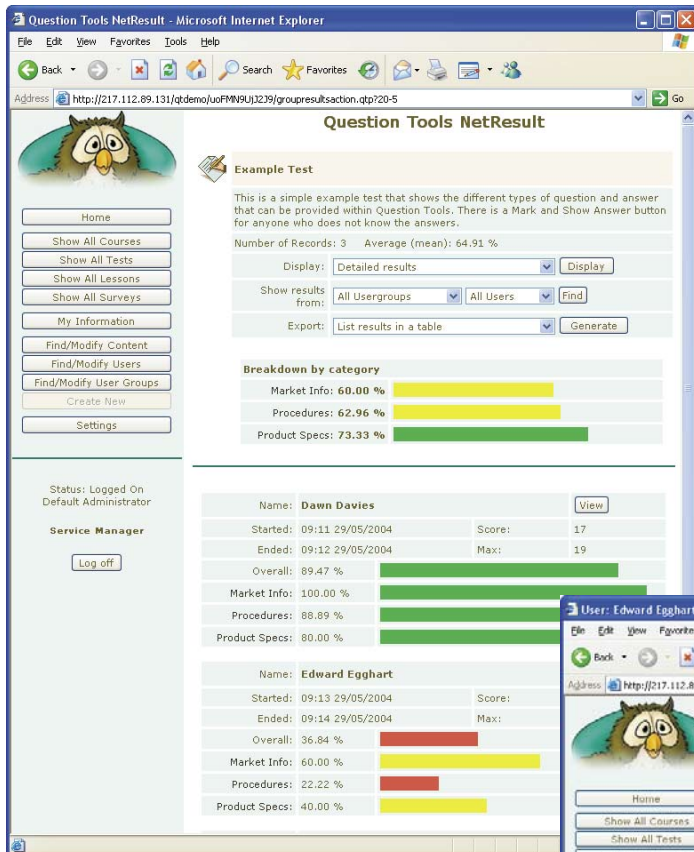 Question Tools NetResult - Microsoft Internet Explorer
File Edit View Favorites Tools Help
Back Search Favorites
Address http://217.112.89.131/qtdemo/uoFMN9UjJ2J9/groupresultsaction.qtp?20-5 Go
Question Tools NetResult
Example Test
This is a simple example test that shows the different types of question and answer
that can be provided within Question Tools. There is a Mark and Show Answer button
for anyone who does not know the answers.
Number of Records: 3 Average (mean): 64.91 %
Display: Detailed results Display
Show results
from: All Usergroups All Users Find
Export: List results in a table Generate
Breakdown by category
Market Info: 60.00 %
Procedures: 62.96 %
Product Specs: 73.33 %
Home
Show All Courses
Show All Tests
Show All Lessons
Show All Surveys
My Information
Find/Modify Content
Find/Modify Users
Find/Modify User Groups
Create New
Settings
Status: Logged On
Default Administrator
Service Manager
Log off
Name: Dawn Davies View
Started: 09:11 29/05/2004 Score: 17
Ended: 09:12 29/05/2004 Max: 19
Overall: 89.47 %
Market Info: 100.00 %
Procedures: 88.89 %
Product Specs: 80.00 %
Name: Edward Egghart
Started: 09:13 29/05/2004 Score:
Ended: 09:14 29/05/2004 Max:
Overall: 36.84 %
Market Info: 60.00 %
Procedures: 22.22 %
Product Specs: 40.00 %
User: Edward Egghart
File Edit View Favorite
Back
Address http://217.112.8
Home
Show All Courses
Show All Tests